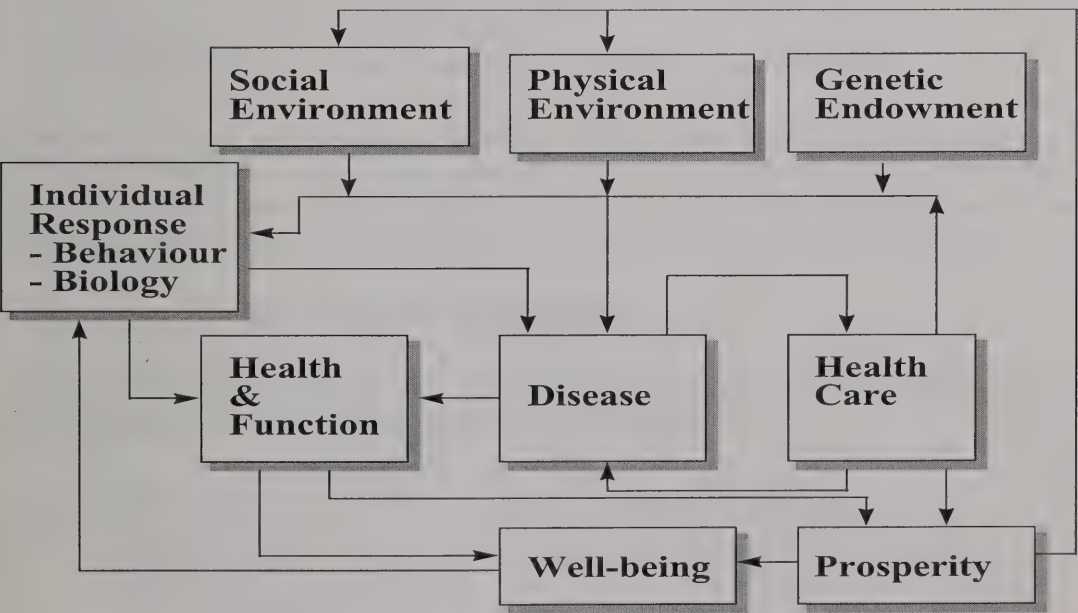 Social
Environment
Physical
Environment
Genetic
Endowment
Individual
Response
- Behaviour
- Biology
Health
&
Function
Disease
Health
Care
Well-being
Prosperity